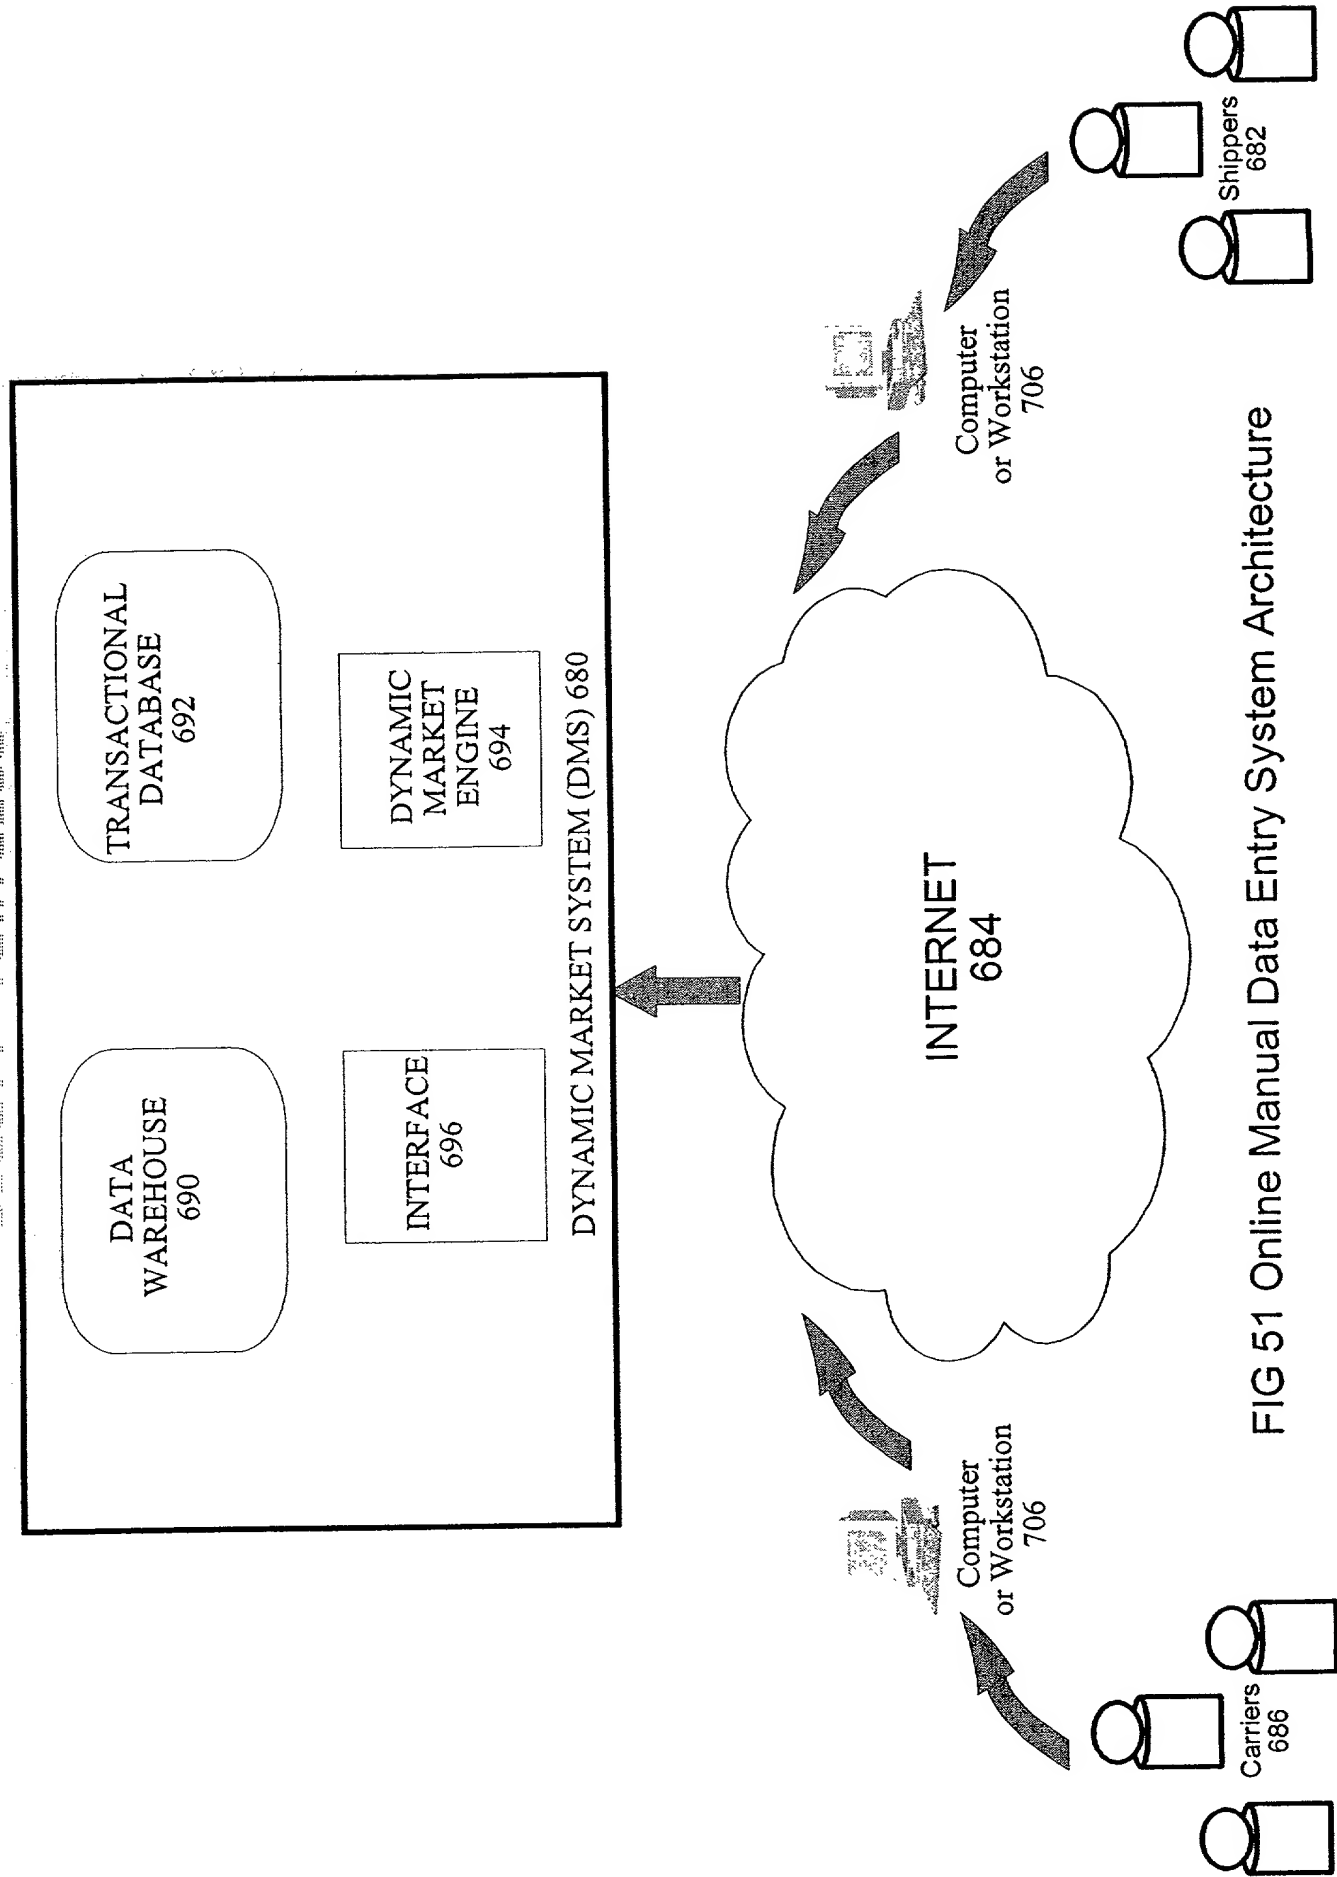 DATA
WAREHOUSE
690
TRANSACTIONAL
DATABASE
692
INTERFACE
696
DYNAMIC
MARKET
ENGINE
694
DYNAMIC MARKET SYSTEM (DMS) 680
INTERNET
684
Computer
or Workstation
706
Computer
or Workstation
706
Carriers
686
Shippers
682
FIG 51 Online Manual Data Entry System Architecture